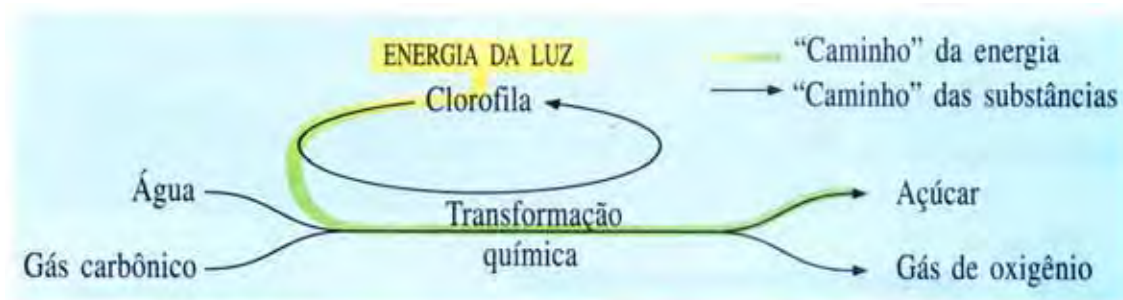 ENERGIA DA LUZ
Clorofila
“Caminho” da energia
“Caminho” das substâncias
Água
Gás carbônico
Transformação
química
Açúcar
Gás de oxigênio